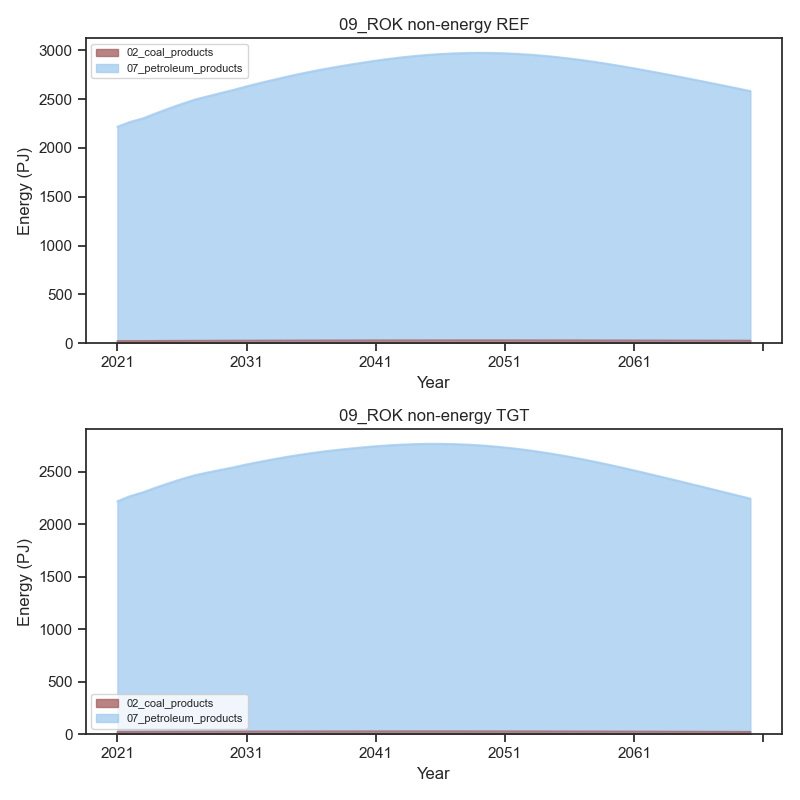 09_ROK non-energy REF
02_coal_products
07_petroleum_products
3000
2500
2000
1500
1000
500
0
Energy (PJ)
2021 2031 2041 2051 2061
Year
09_ROK non-energy TGT
2500
2000
1500
1000
500
0
Energy (PJ)
02_coal_products
07_petroleum_products
2021 2031 2041 2051 2061
Year